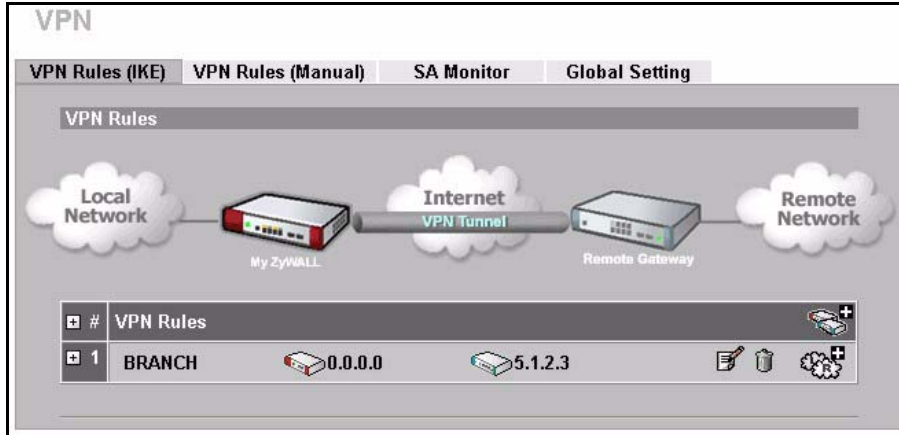 VPN
VPN Rules (IKE) VPN Rules (Manual) SA Monitor Global Setting
VPN Rules
Local Network
Internet
VPN Tunnel
Remote Network
My ZyWALL
Remote Gateway
# VPN Rules
1 BRANCH 0.0.0.0 5.1.2.3
L R